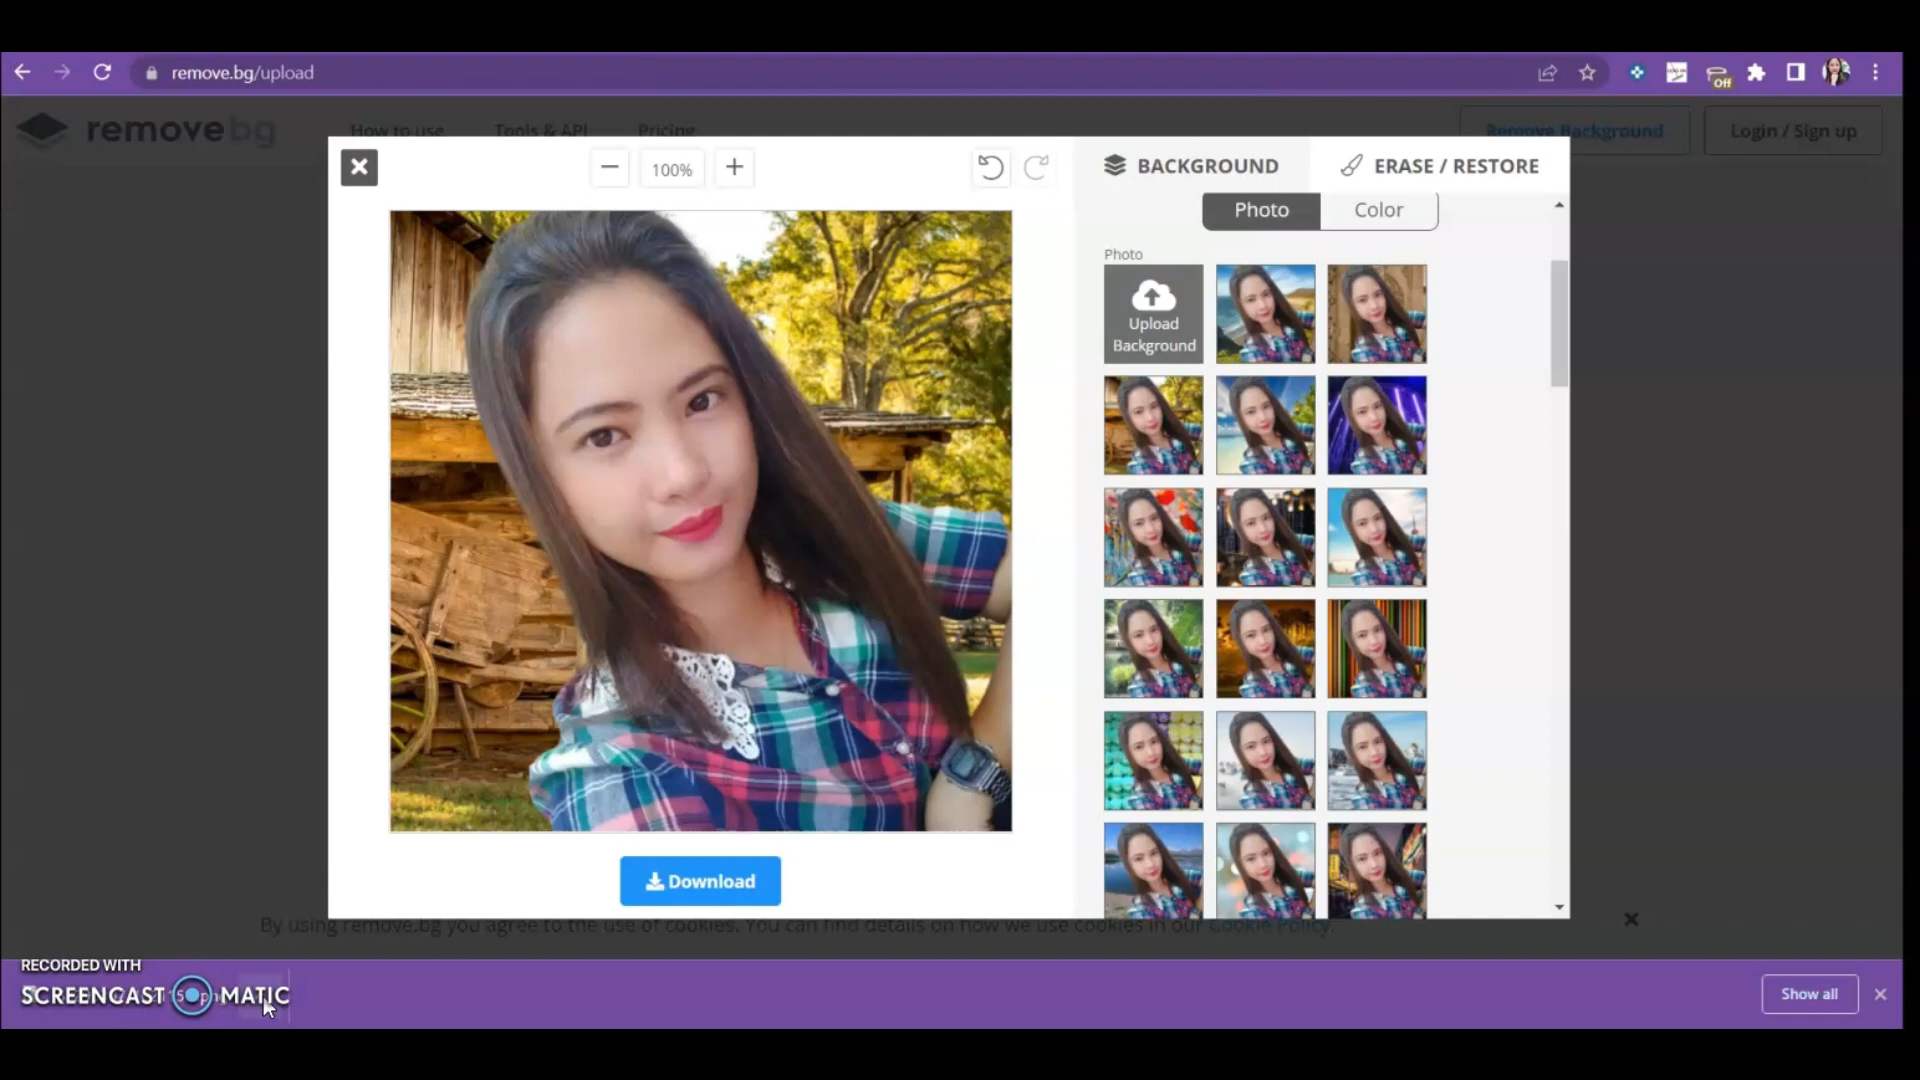 remove.bg/upload
Off
remove bg
How to use
Tools & API
Pricing
Remove Background
Login / Sign up
100%
BACKGROUND
ERASE / RESTORE
Photo
Color
Photo
Upload
Background
Download
By using remove.bg you agree to the use of cookies. You can find details on how we use cookies in our Cookie Policy.
RECORDED WITH
SCREENCAST MATIC
Show all